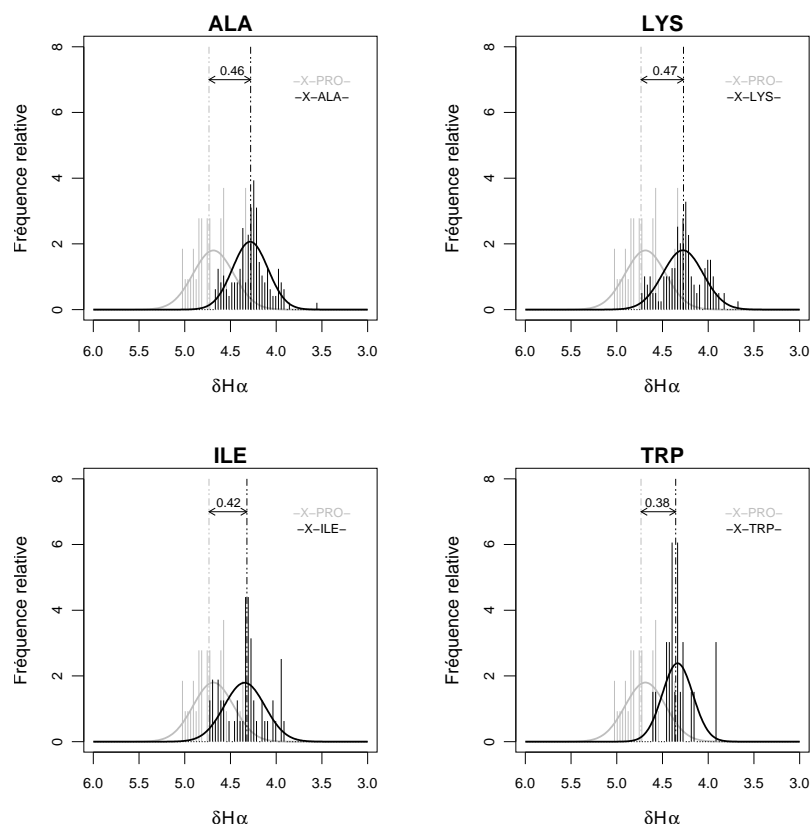 ALA
Fréquence relative
8
6
4
2
0
0.46
−X−PRO−
−X−ALA−
6.0 5.5 5.0 4.5 4.0 3.5 3.0
δHα
LYS
Fréquence relative
8
6
4
2
0
0.47
−X−PRO−
−X−LYS−
6.0 5.5 5.0 4.5 4.0 3.5 3.0
δHα
ILE
Fréquence relative
8
6
4
2
0
0.42
−X−PRO−
−X−ILE−
6.0 5.5 5.0 4.5 4.0 3.5 3.0
δHα
TRP
Fréquence relative
8
6
4
2
0
0.38
−X−PRO−
−X−TRP−
6.0 5.5 5.0 4.5 4.0 3.5 3.0
δHα